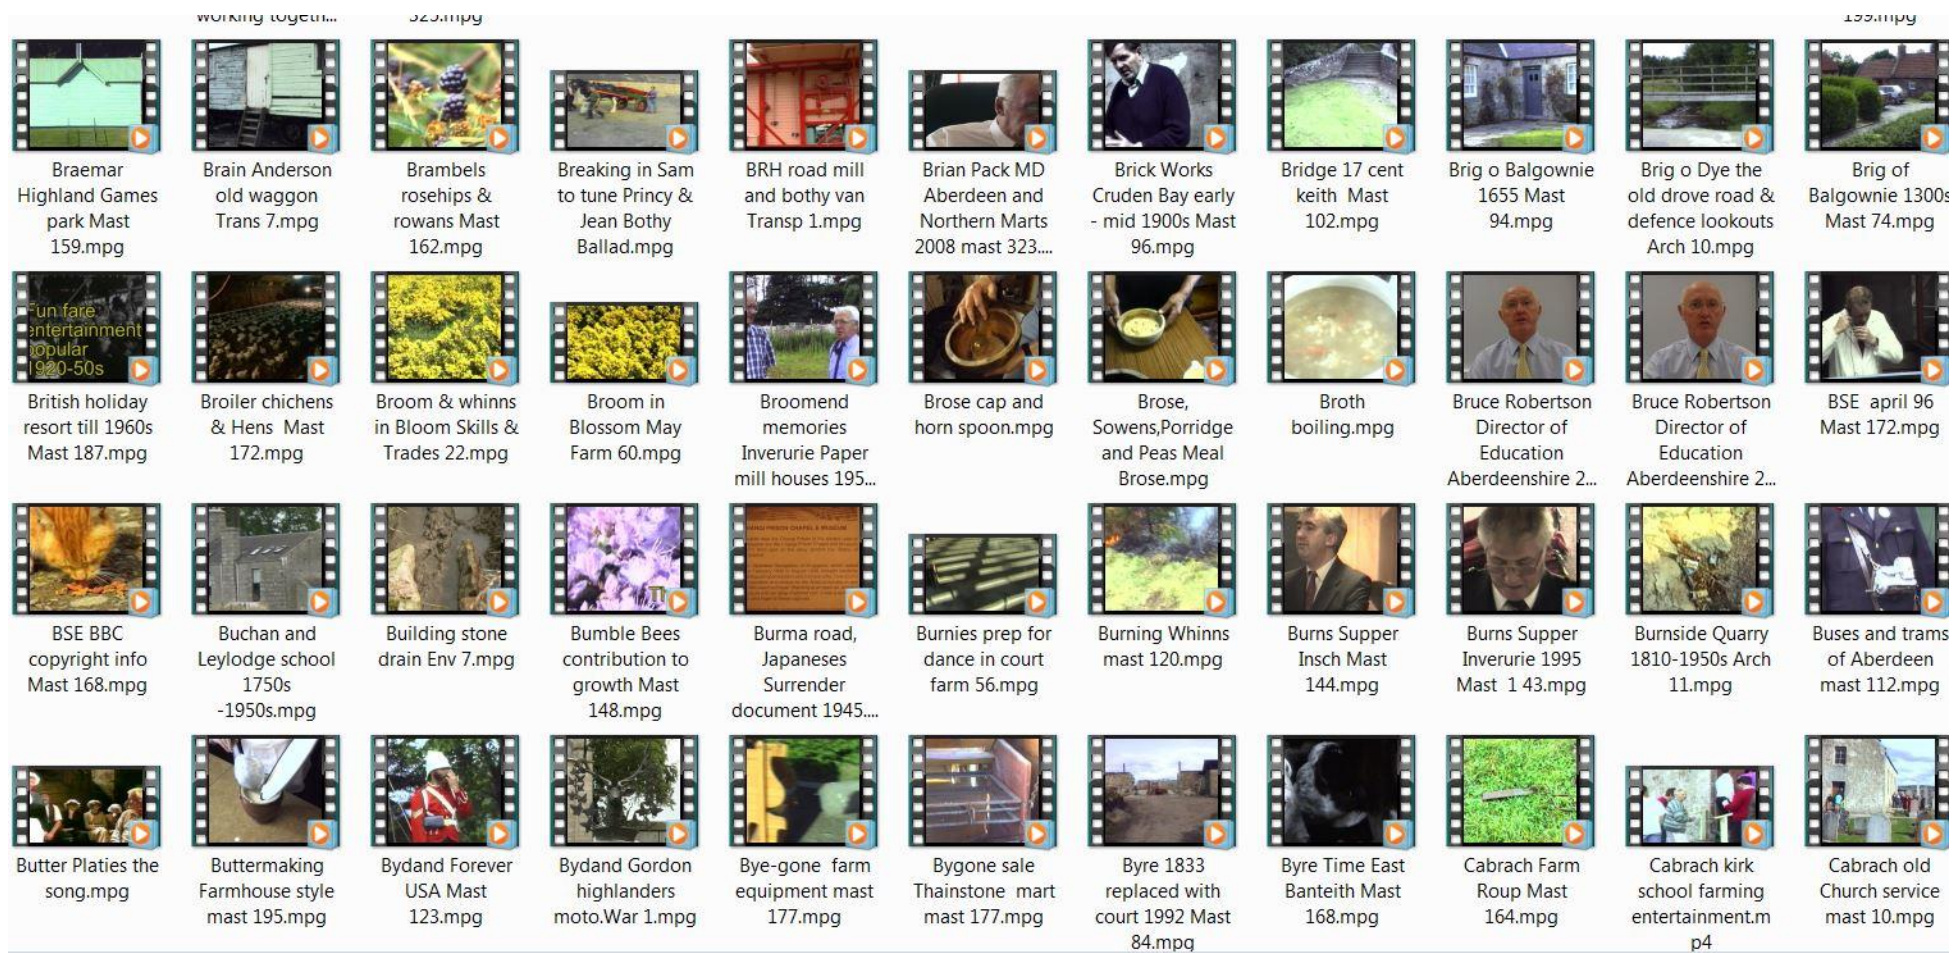 working togeth...
325.mpg
199.mpg
Braemar
Highland Games
park Mast
159.mpg
Brain Anderson
old waggon
Trans 7.mpg
Brambels
rosehips &
rowans Mast
162.mpg
Breaking in Sam
to tune Princy &
Jean Bothy
Ballad.mpg
BRH road mill
and bothy van
Transp 1.mpg
Brian Pack MD
Aberdeen and
Northern Marts
2008 mast 323....
Brick Works
Cruden Bay early
- mid 1900s Mast
96.mpg
Bridge 17 cent
keith Mast
102.mpg
Brig o Balgownie
1655 Mast
94.mpg
Brig o Dye the
old drove road &
defence lookouts
Arch 10.mpg
Brig of
Balgownie 1300s
Mast 74.mpg
Fun fare
entertainment
popular
1920-50s
British holiday
resort till 1960s
Mast 187.mpg
Broiler chichens
& Hens Mast
172.mpg
Broom & whinns
in Bloom Skills &
Trades 22.mpg
Broom in
Blossom May
Farm 60.mpg
Broomend
memories
Inverurie Paper
mill houses 195...
Brose cap and
horn spoon.mpg
Brose,
Sowens,Porridge
and Peas Meal
Brose.mpg
Broth
boiling.mpg
Bruce Robertson
Director of
Education
Aberdeenshire 2...
Bruce Robertson
Director of
Education
Aberdeenshire 2...
BSE april 96
Mast 172.mpg
BSE BBC
copyright info
Mast 168.mpg
Buchan and
Leylodge school
1750s
-1950s.mpg
Building stone
drain Env 7.mpg
Bumble Bees
contribution to
growth Mast
148.mpg
PRISON CHAPEL & MUSEUM
Burma road,
Japaneses
Surrender
document 1945....
Burnies prep for
dance in court
farm 56.mpg
Burning Whinns
mast 120.mpg
Burns Supper
Insch Mast
144.mpg
Burns Supper
Inverurie 1995
Mast 1 43.mpg
Burnside Quarry
1810-1950s Arch
11.mpg
Buses and trams
of Aberdeen
mast 112.mpg
Butter Platies the
song.mpg
Buttermaking
Farmhouse style
mast 195.mpg
Bydand Forever
USA Mast
123.mpg
Bydand Gordon
highlanders
moto.War 1.mpg
Bye-gone farm
equipment mast
177.mpg
Bygone sale
Thainstone mart
mast 177.mpg
Byre 1833
replaced with
court 1992 Mast
84.mpg
Byre Time East
Banteith Mast
168.mpg
Cabrach Farm
Roup Mast
164.mpg
Cabrach kirk
school farming
entertainment.m
p4
Cabrach old
Church service
mast 10.mpg